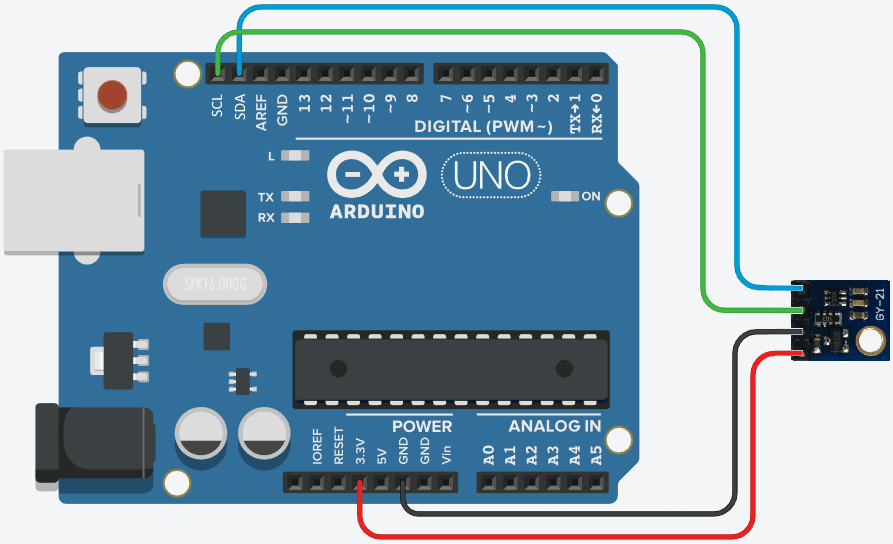 SCL
SDA
AREF
GND
13
12
~11
~10
~9
8
7
~6
~5
4
~3
2
TX→1
RX←0
DIGITAL (PWM ~)
L
TX
RX
ARDUINO
UNO
ON
SPK16.000G
GY-21
POWER
ANALOG IN
IOREF
RESET
3.3V
5V
GND
GND
Vin
A0
A1
A2
A3
A4
A5